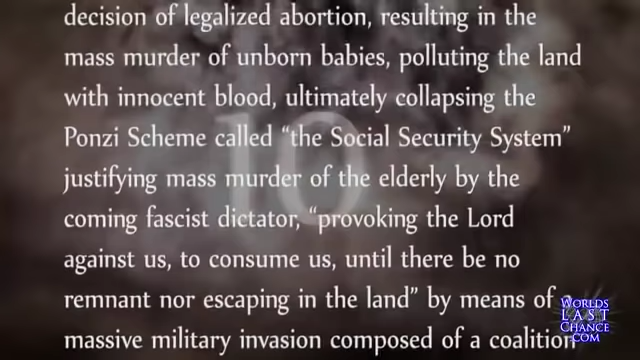 decision of legalized abortion, resulting in the
mass murder of unborn babies, polluting the land
with innocent blood, ultimately collapsing the
Ponzi Scheme called “the Social Security System”
justifying mass murder of the elderly by the
coming fascist dictator, “provoking the Lord
against us, to consume us, until there be no
remnant nor escaping in the land” by means of
massive military invasion composed of a coalition
10
WORLDS
LAST
CHANCE
.COM